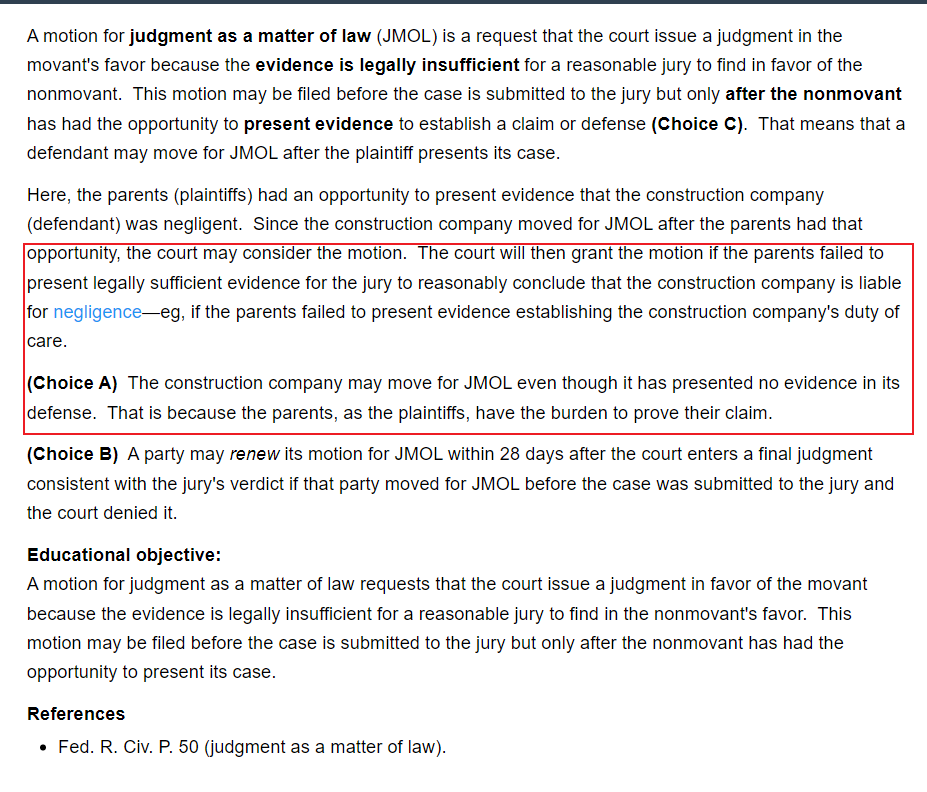 A motion for judgment as a matter of law (JMOL) is a request that the court issue a judgment in the
movant's favor because the evidence is legally insufficient for a reasonable jury to find in favor of the
nonmovant.  This motion may be filed before the case is submitted to the jury but only after the nonmovant
has had the opportunity to present evidence to establish a claim or defense (Choice C).  That means that a
defendant may move for JMOL after the plaintiff presents its case.
Here, the parents (plaintiffs) had an opportunity to present evidence that the construction company
(defendant) was negligent.  Since the construction company moved for JMOL after the parents had that
opportunity, the court may consider the motion.  The court will then grant the motion if the parents failed to
present legally sufficient evidence for the jury to reasonably conclude that the construction company is liable
for negligence—eg, if the parents failed to present evidence establishing the construction company's duty of
care.
(Choice A)  The construction company may move for JMOL even though it has presented no evidence in its
defense.  That is because the parents, as the plaintiffs, have the burden to prove their claim.
(Choice B)  A party may renew its motion for JMOL within 28 days after the court enters a final judgment
consistent with the jury's verdict if that party moved for JMOL before the case was submitted to the jury and
the court denied it.
Educational objective:
A motion for judgment as a matter of law requests that the court issue a judgment in favor of the movant
because the evidence is legally insufficient for a reasonable jury to find in the nonmovant's favor.  This
motion may be filed before the case is submitted to the jury but only after the nonmovant has had the
opportunity to present its case.
References
• Fed. R. Civ. P. 50 (judgment as a matter of law).